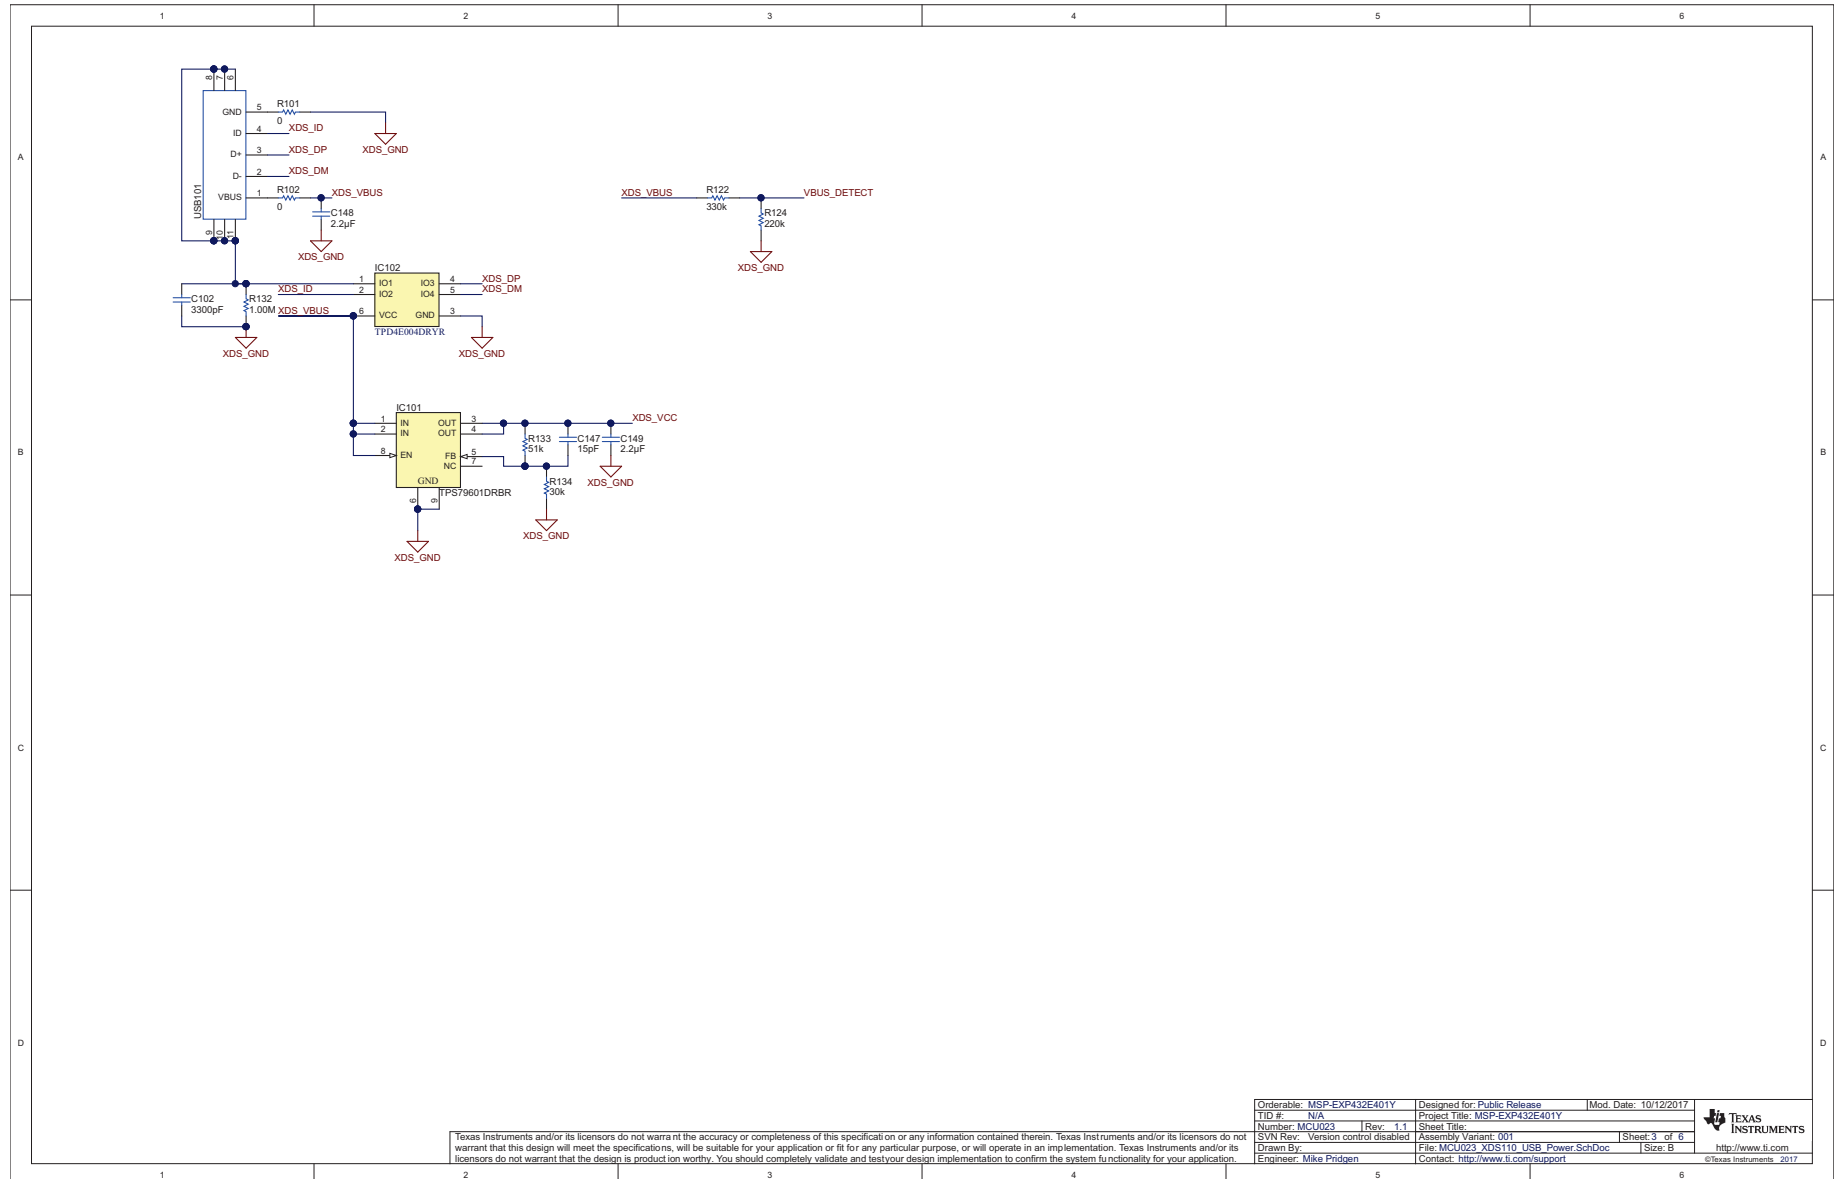 1 2 3 4 5 6
A A
B B
C C
D D
8 7 6
USB101
GND 5 R101
0
XDS_GND
ID 4 XDS_ID
D+ 3 XDS_DP
D- 2 XDS_DM
VBUS 1 R102 XDS_VBUS
0
C148
2.2µF
XDS_GND
9 10 11
XDS_VBUS R122 VBUS_DETECT
330k
R124
220k
XDS_GND
C102
3300pF
R132
1.00M
XDS_GND
IC102
1 IO1 IO3 4 XDS_DP
XDS_ID 2 IO2 IO4 5 XDS_DM
XDS_VBUS 6 VCC GND 3
TPD4E004DRYR
XDS_GND
IC101
1 IN OUT 3 XDS_VCC
2 IN OUT 4
8 EN FB 5
NC 7
GND
6 9
TPS79601DRBR
XDS_GND
R133
51k
C147
15pF
C149
2.2µF
XDS_GND
R134
30k
XDS_GND
Texas Instruments and/or its licensors do not warrant the accuracy or completeness of this specification or any information contained therein. Texas Instruments and/or its licensors do not
warrant that this design will meet the specifications, will be suitable for your application or fit for any particular purpose, or will operate in an implementation. Texas Instruments and/or its
licensors do not warrant that the design is product ion worthy. You should completely validate and testyour design implementation to confirm the system functionality for your application.
Orderable: MSP-EXP432E401Y Designed for: Public Release Mod. Date: 10/12/2017
TID #: N/A Project Title: MSP-EXP432E401Y
Number: MCU023 Rev: 1.1 Sheet Title:
SVN Rev: Version control disabled Assembly Variant: 001 Sheet: 3 of 6
Drawn By: File: MCU023_XDS110_USB_Power.SchDoc Size: B
Engineer: Mike Pridgen Contact: http://www.ti.com/support
TEXAS
INSTRUMENTS
http://www.ti.com
©Texas Instruments 2017
1 2 3 4 5 6